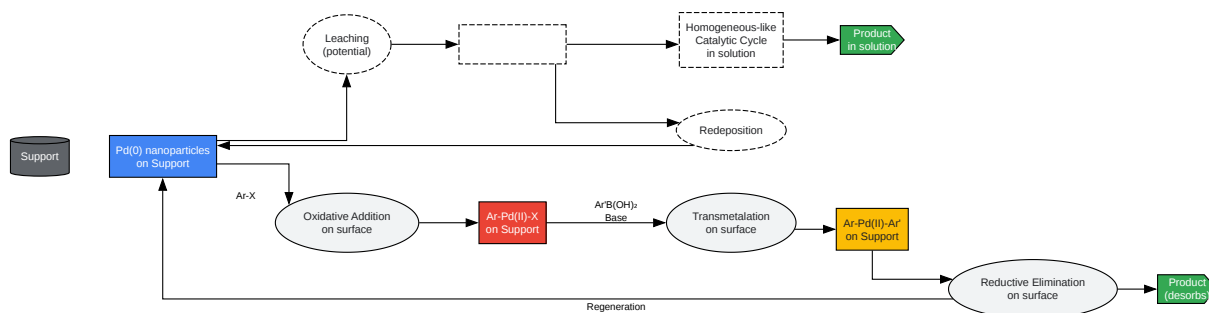 Leaching
(potential)
Homogeneous-like
Catalytic Cycle
in solution
Product
in solution
Redeposition
Support
Pd(0) nanoparticles
on Support
Ar-X
Oxidative Addition
on surface
Ar-Pd(II)-X
on Support
Ar'B(OH)₂
Base
Transmetalation
on surface
Ar-Pd(II)-Ar'
on Support
Reductive Elimination
on surface
Product
(desorbs)
Regeneration